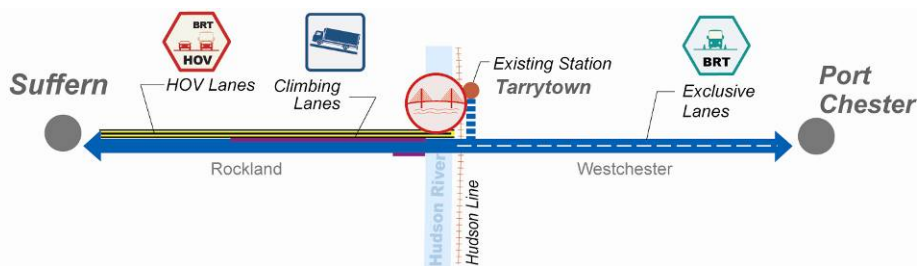 BRT
HOV
Suffern
HOV Lanes
Climbing
Lanes
Existing Station
Tarrytown
BRT
Exclusive
Lanes
Port
Chester
Rockland
Hudson River
Hudson Line
Westchester